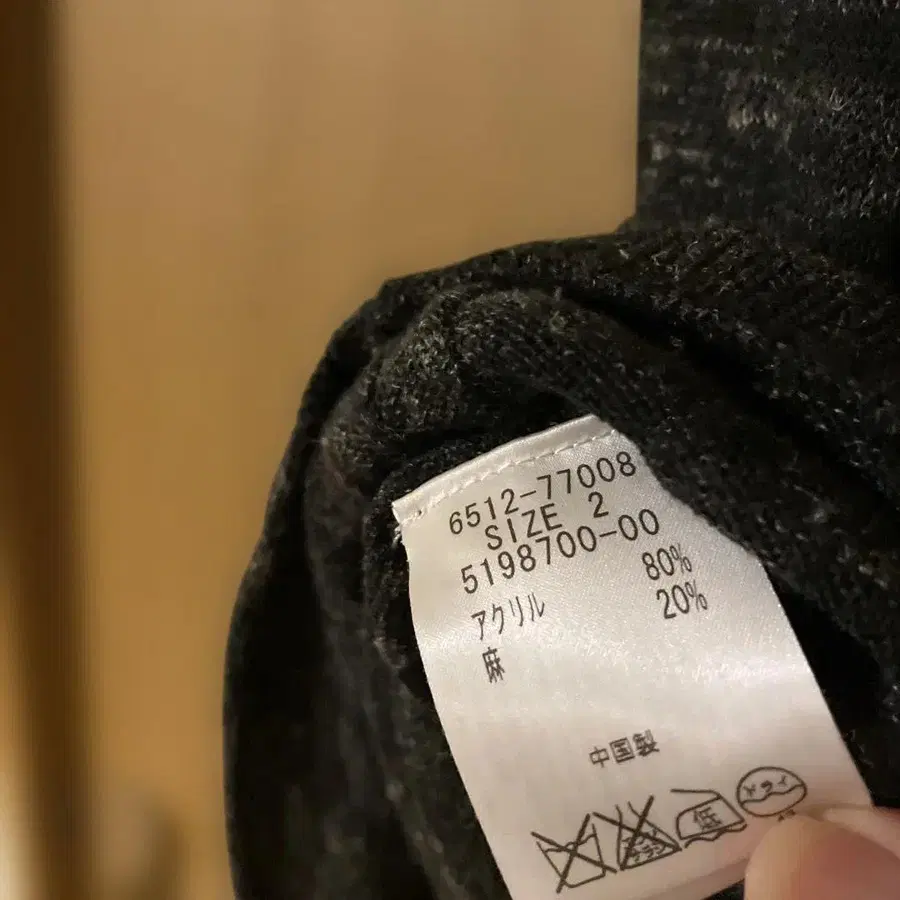 6512-77008
SIZE 2
5198700-00
アクリル 80%
麻 20%
中国製
低
ドライ